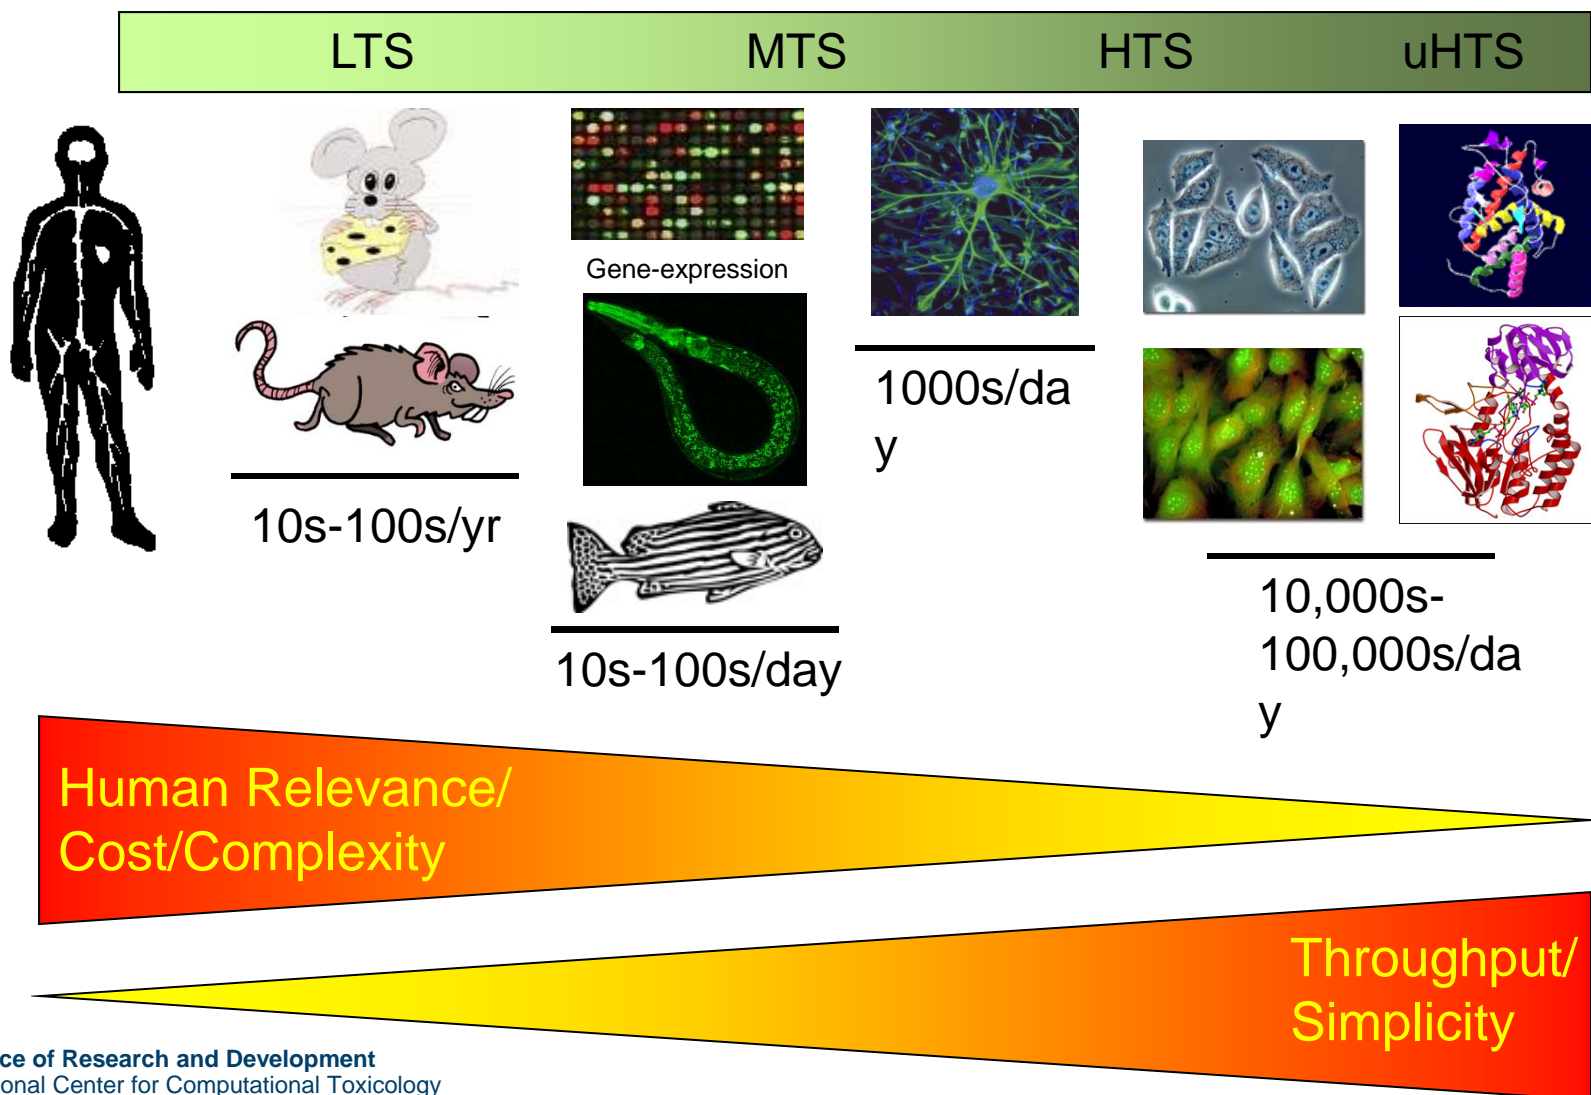 LTS MTS HTS uHTS
Gene-expression
10s-100s/yr
10s-100s/day
1000s/da
y
10,000s-
100,000s/da
y
Human Relevance/
Cost/Complexity
Throughput/
Simplicity
ce of Research and Development
onal Center for Computational Toxicology